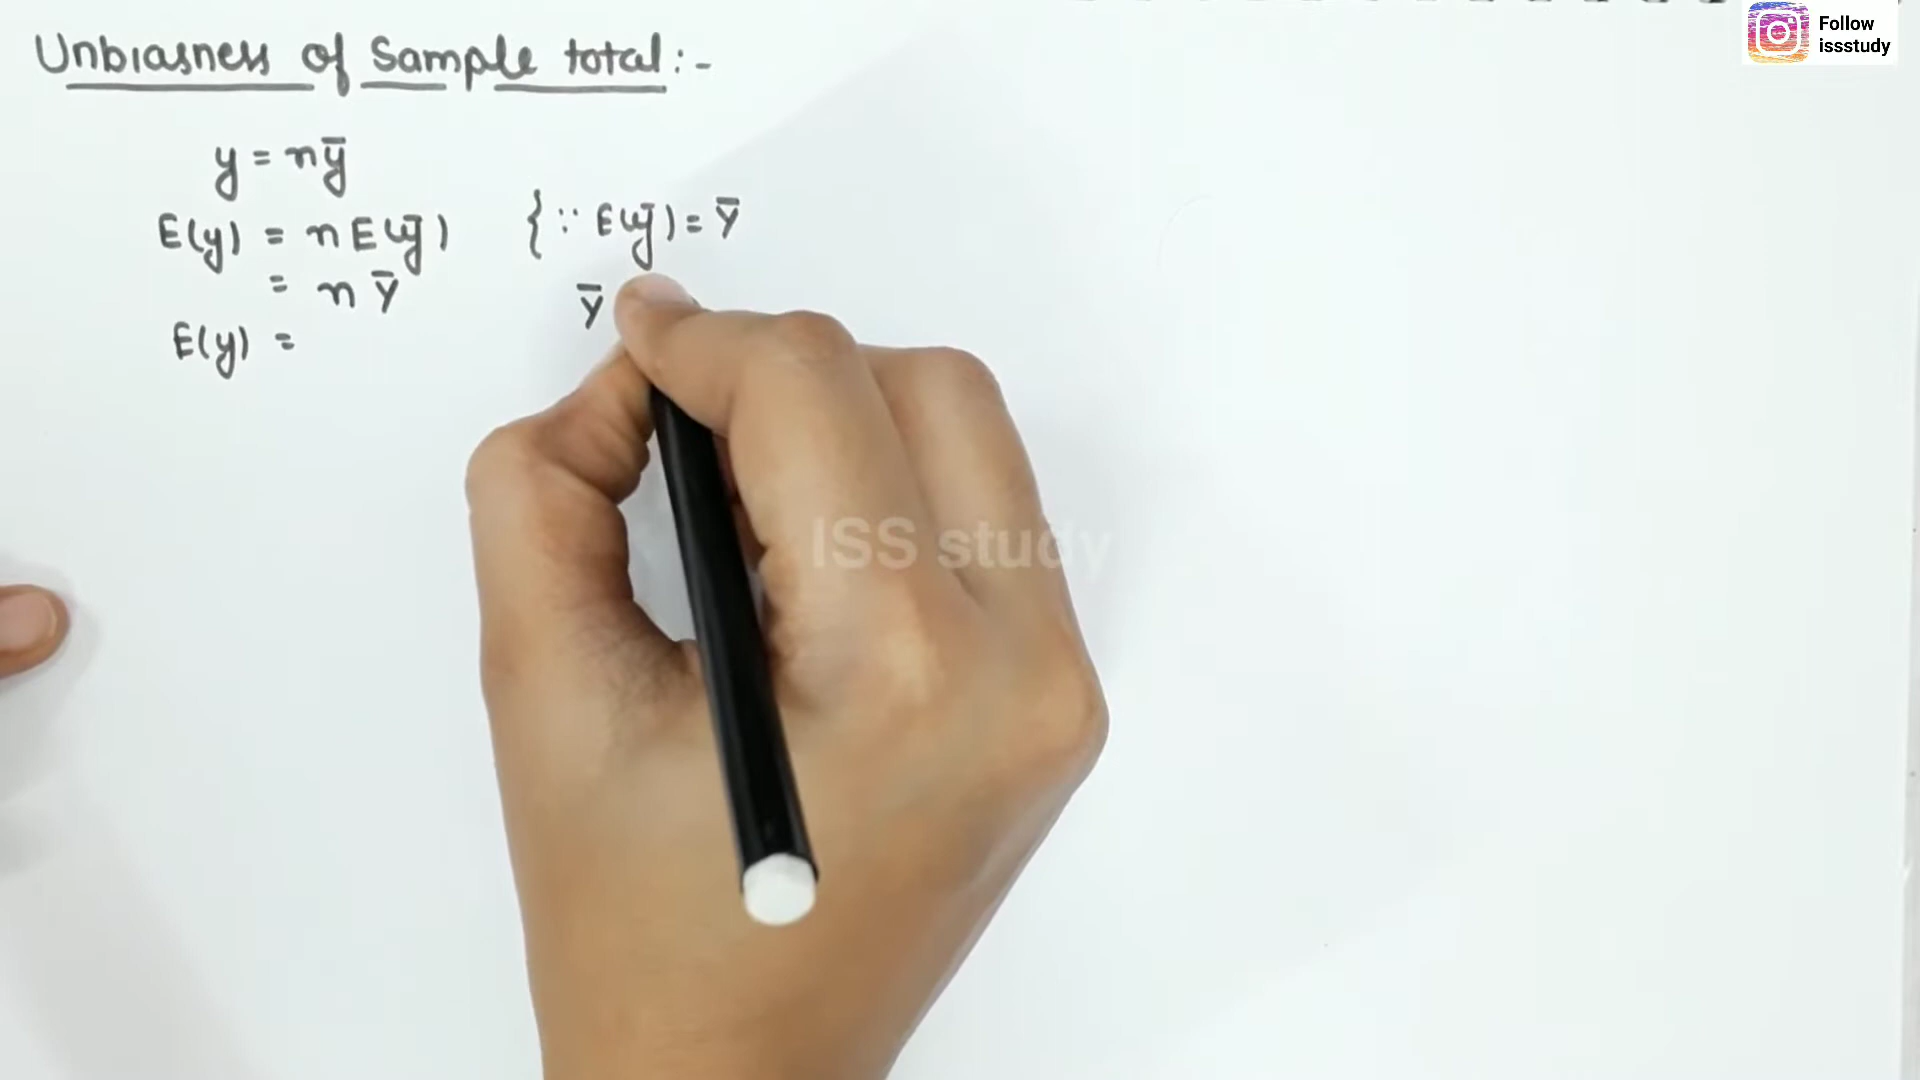 Unbiasness of Sample total:-
y = nȳ
E(y) = n E(ȳ) { ∵ E(ȳ) = Ȳ
= n Ȳ Ȳ
E(y) =
ISS study
Follow
issstudy